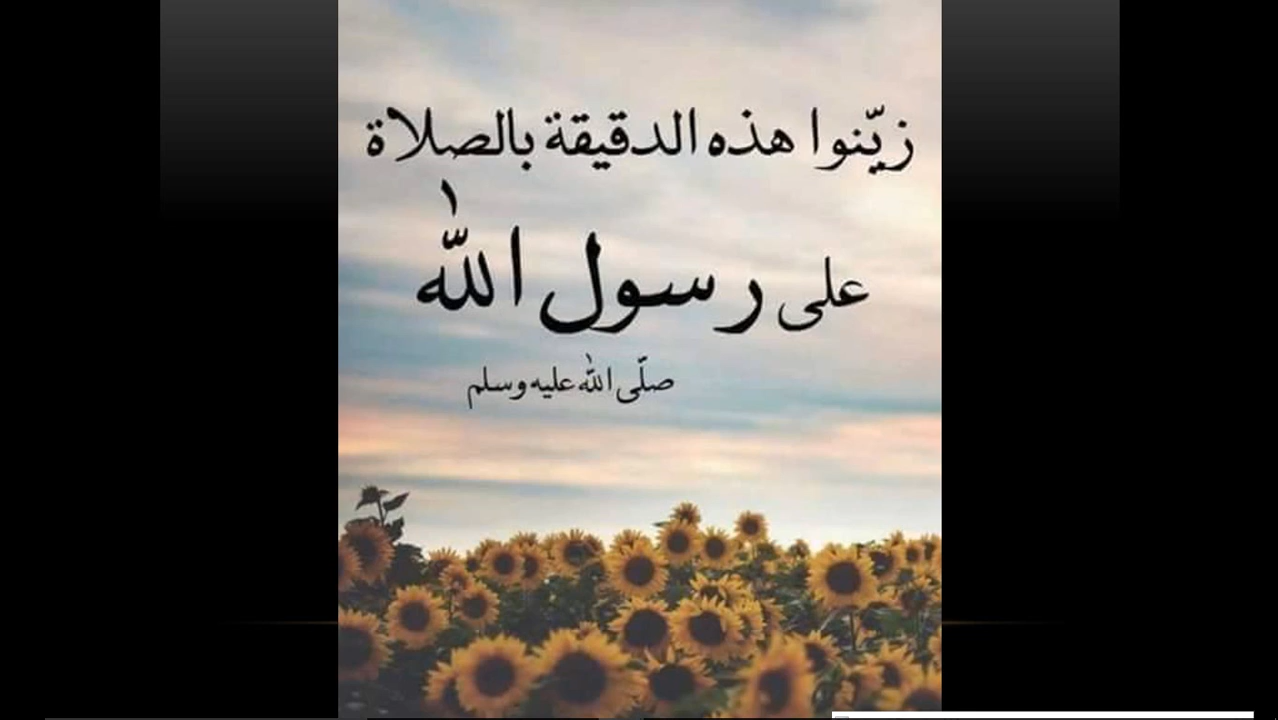 زيّنوا هذه الدقيقة بالصلاة
على رسول الله
صلّى الله عليه وسلم